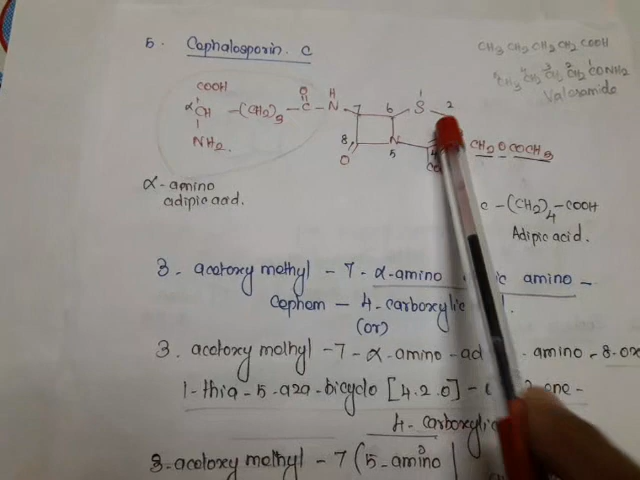 5. Cephalosporin. C
CH3 CH2 CH2 CH2 COOH
CH3 CH2 CH2 CH2 CONH2
Valeramide
COOH
α CH -(CH2)3 - C - N
O H
NH2
7 6 S 1 2
8 N 5 4
O
CH2 O COCH3
α-amino
adipic acid.
C -(CH2)4 -COOH
Adipic acid.
3- acetoxy methyl - 7 - α-amino amino -
Cephem - 4-carboxylic
(or)
3. acetoxy methyl -7 - α-amino -ad amino - 8-ox
1-thia -5-aza-bicyclo [4.2.0] - ene-
4-carboxylic
3-acetoxy methyl - 7 (5-amino